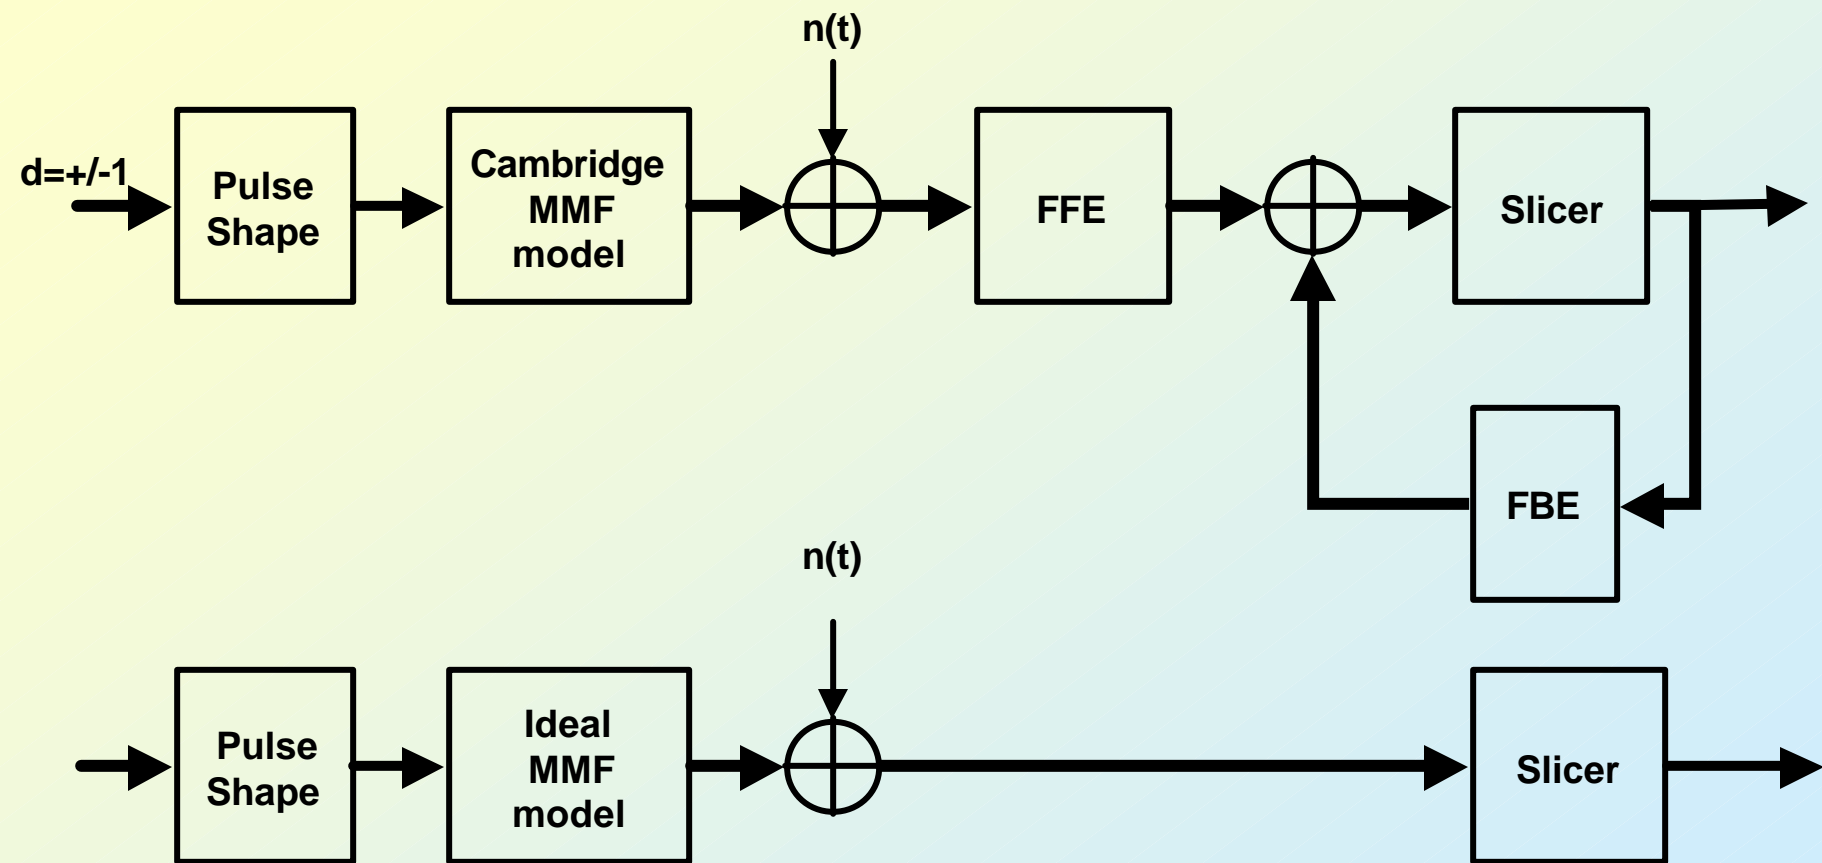 n(t)
d=+/-1
Pulse
Shape
Cambridge
MMF
model
FFE
Slicer
FBE
n(t)
Pulse
Shape
Ideal
MMF
model
Slicer